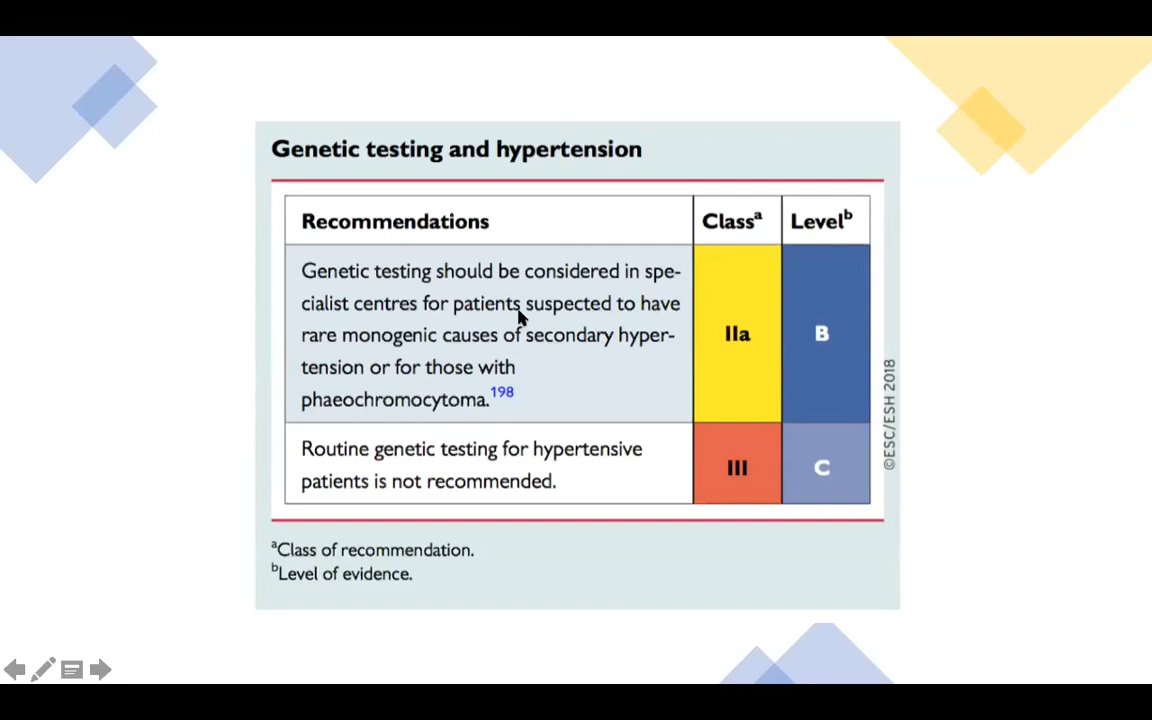 Genetic testing and hypertension
Recommendations Classᵃ Levelᵇ
Genetic testing should be considered in spe-
cialist centres for patients suspected to have
rare monogenic causes of secondary hyper-
tension or for those with
phaeochromocytoma.¹⁹⁸
IIa B
Routine genetic testing for hypertensive
patients is not recommended.
III C
©ESC/ESH 2018
ᵃClass of recommendation.
ᵇLevel of evidence.